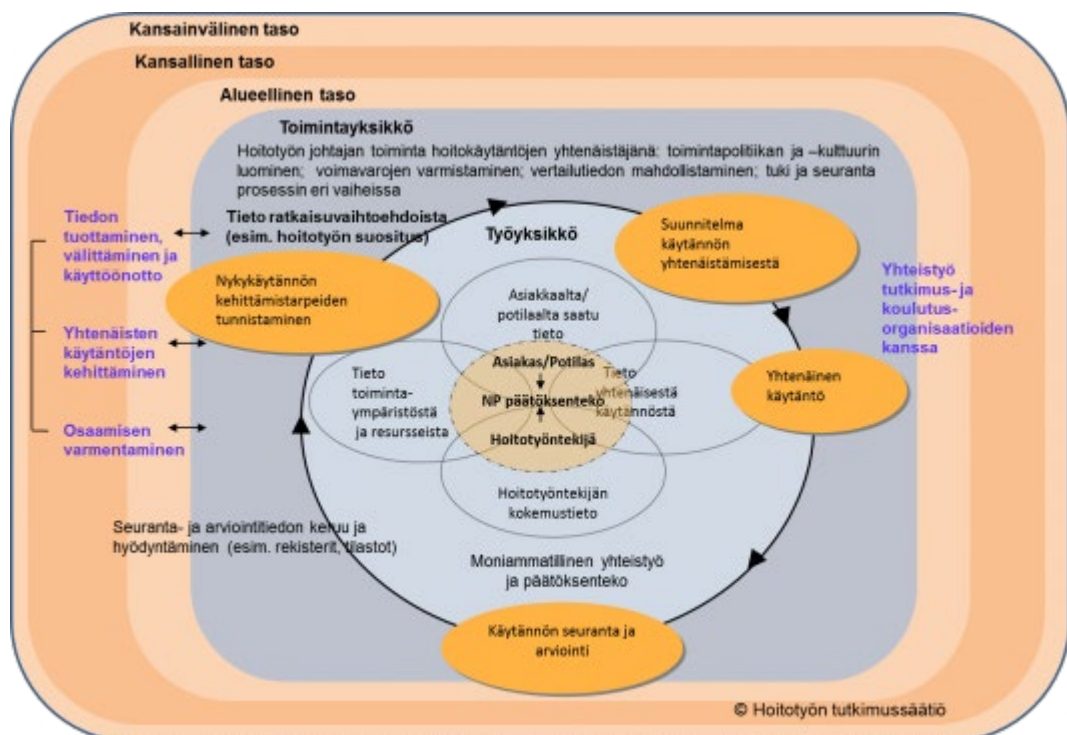 Kansainvälinen taso
Kansallinen taso
Alueellinen taso
Toimintayksikkö
Hoitotyön johtajan toiminta hoitokäytäntöjen yhtenäistäjänä: toimintapolitiikan ja –kulttuurin
luominen; voimavarojen varmistaminen; vertailutiedon mahdollistaminen; tuki ja seuranta
prosessin eri vaiheissa
Tiedon
tuottaminen,
välittäminen ja
käyttöönotto
Yhtenäisten
käytäntöjen
kehittäminen
Osaamisen
varmentaminen
Tieto ratkaisuvaihtoehdoista
(esim. hoitotyön suositus)
Työyksikkö
Suunnitelma
käytännön
yhtenäistämisestä
Nykykäytännön
kehittämistarpeiden
tunnistaminen
Yhteistyö
tutkimus- ja
koulutus-
organisaatioiden
kanssa
Asiakkaalta/
potilaalta saatu
tieto
Asiakas/Potilas
NP päätöksenteko
Hoitotyöntekijä
Tieto
toiminta-
ympäristöstä
ja resursseista
Tieto
yhtenäisestä
käytännöstä
Yhtenäinen
käytäntö
Hoitotyöntekijän
kokemustieto
Seuranta- ja arviointitiedon keruu ja
hyödyntäminen (esim. rekisterit, tilastot)
Moniammatillinen yhteistyö
ja päätöksenteko
Käytännön seuranta ja
arviointi
© Hoitotyön tutkimussäätiö